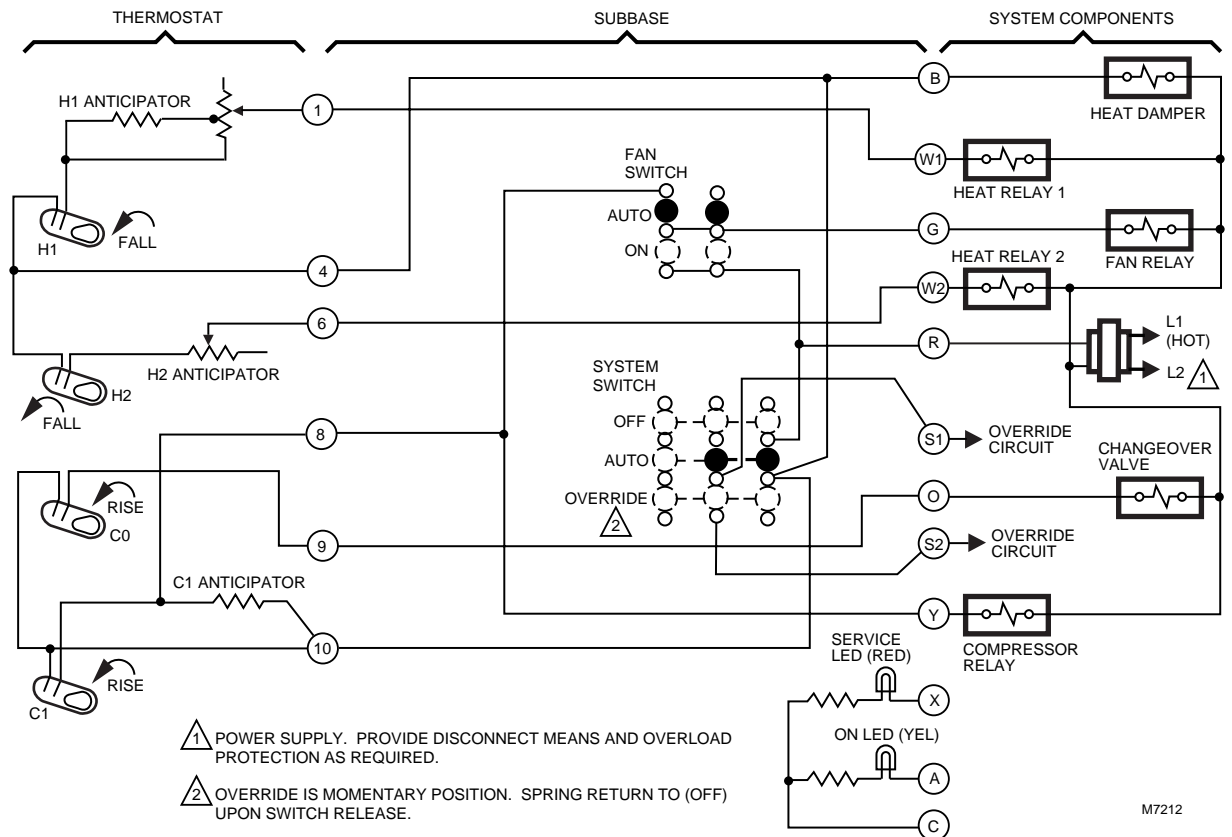 THERMOSTAT
SUBBASE
SYSTEM COMPONENTS
B
HEAT DAMPER
H1 ANTICIPATOR
1
FAN
SWITCH
W1
HEAT RELAY 1
AUTO
G
FAN RELAY
H1
FALL
ON
4
HEAT RELAY 2
W2
6
R
L1
(HOT)
L2
1
H2 ANTICIPATOR
H2
FALL
SYSTEM
SWITCH
OFF
8
S1
OVERRIDE
CIRCUIT
AUTO
CHANGEOVER
VALVE
RISE
C0
OVERRIDE
2
O
9
S2
OVERRIDE
CIRCUIT
C1 ANTICIPATOR
Y
COMPRESSOR
RELAY
10
SERVICE
LED (RED)
RISE
C1
X
ON LED (YEL)
A
C
1 POWER SUPPLY. PROVIDE DISCONNECT MEANS AND OVERLOAD
PROTECTION AS REQUIRED.
2 OVERRIDE IS MOMENTARY POSITION. SPRING RETURN TO (OFF)
UPON SWITCH RELEASE.
M7212